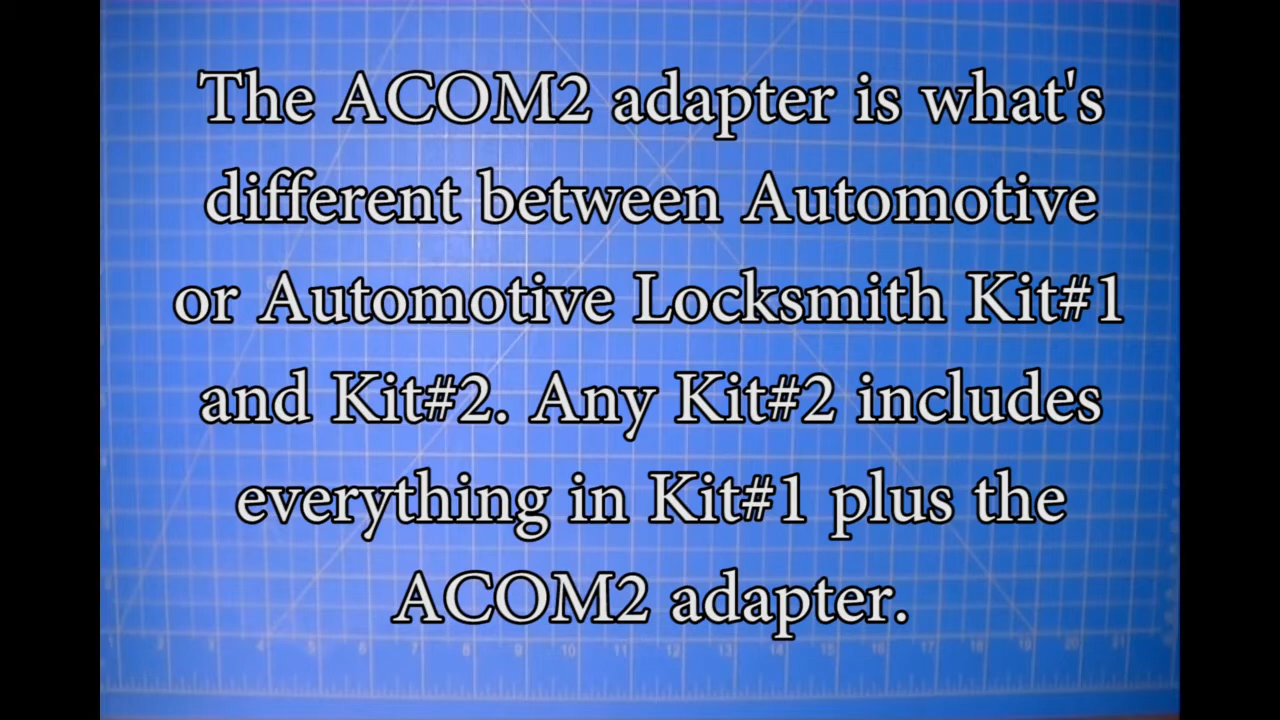 The ACOM2 adapter is what's
different between Automotive
or Automotive Locksmith Kit#1
and Kit#2. Any Kit#2 includes
everything in Kit#1 plus the
ACOM2 adapter.